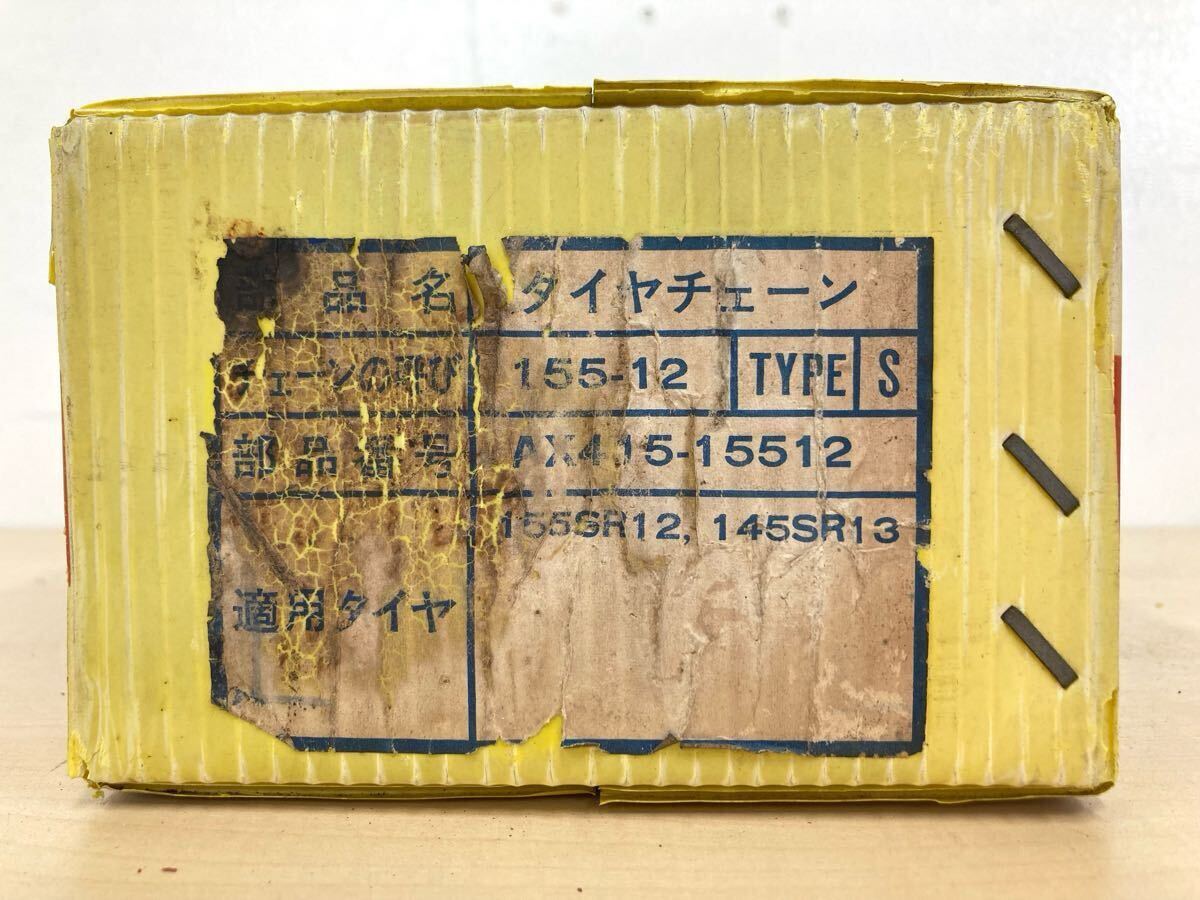 部品名 タイヤチェーン
チェーンの呼び 155-12 TYPE S
部品番号 AX415-15512
適用タイヤ 155SR12, 145SR13